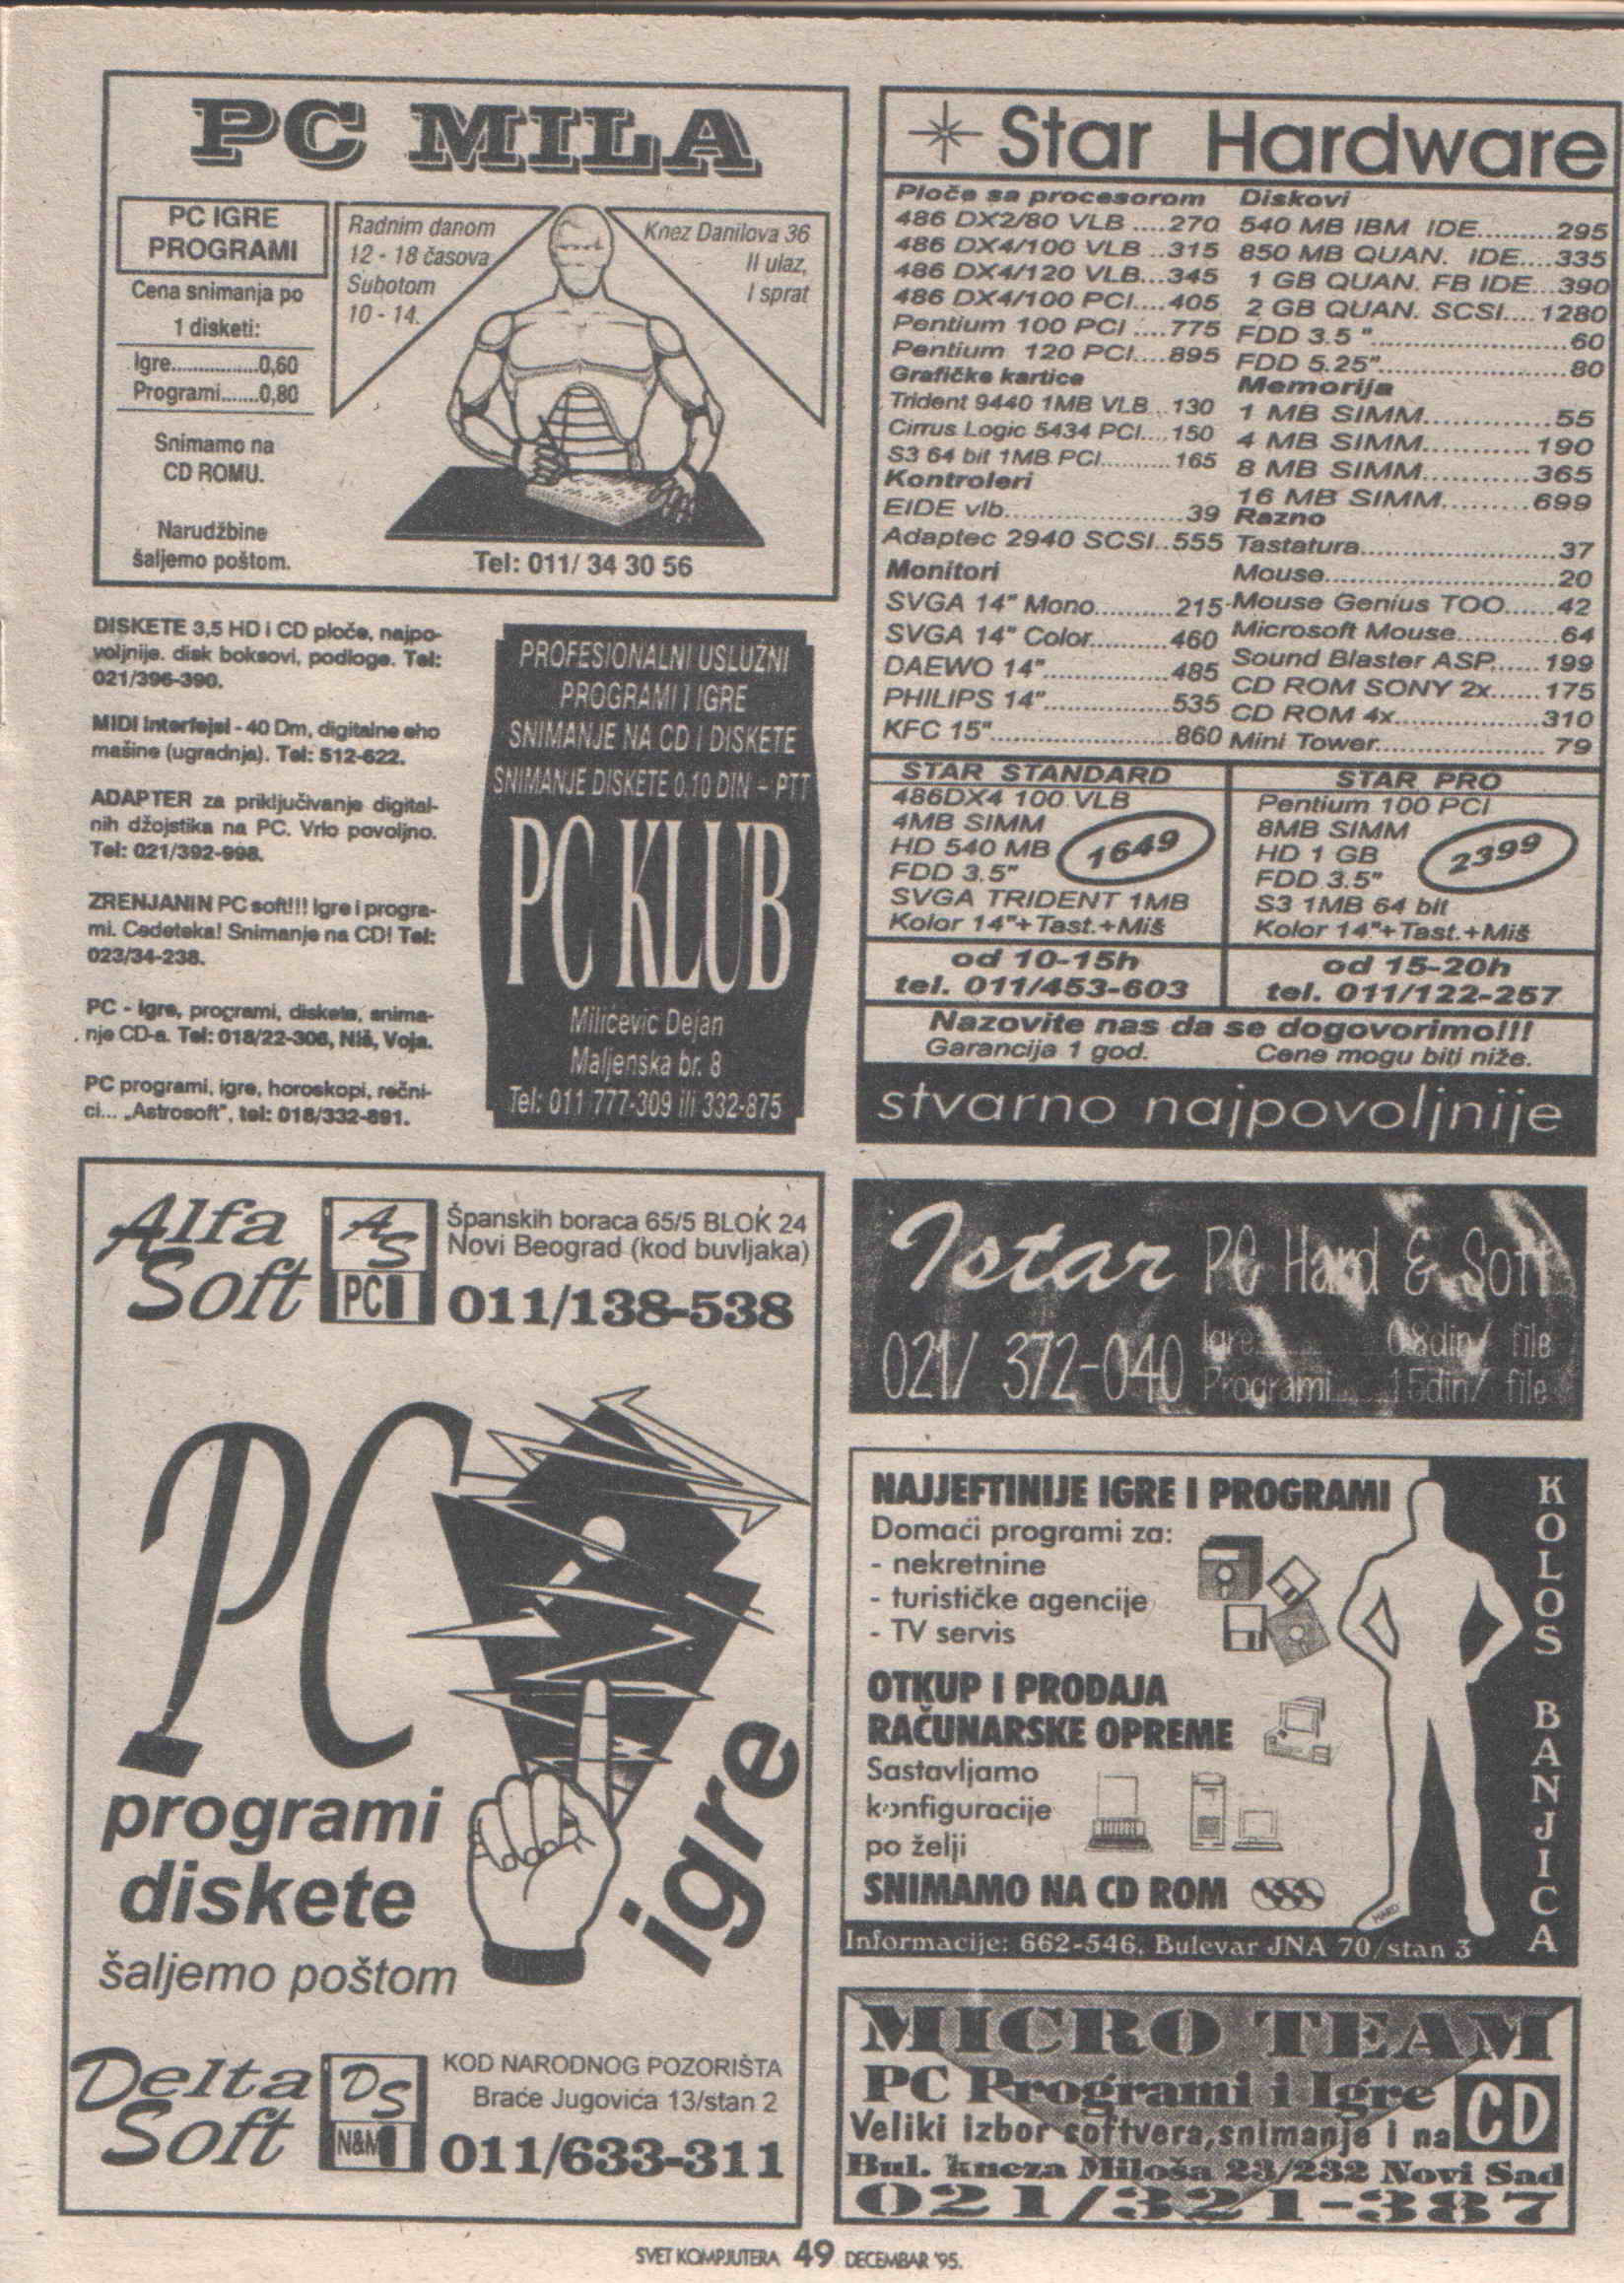 PC MILA
PC IGRE
PROGRAMI
Cena snimanja po
1 disketi:
Igre................0,60
Programi.......0,80
Snimamo na
CD ROMU.
Narudžbine
šaljemo poštom.
Radnim danom
12 - 18 časova
Subotom
10 - 14.
Knez Danilova 36
II ulaz,
I sprat
Tel: 011/ 34 30 56
DISKETE 3,5 HD i CD ploče, najpo-
voljnije. disk boksovi, podloge. Tel:
021/396-390.
MIDI Interfejsi - 40 Dm, digitalne eho
mašine (ugradnja). Tel: 512-622.
ADAPTER za priključivanje digital-
nih džojstika na PC. Vrlo povoljno.
Tel: 021/392-998.
ZRENJANIN PC soft!!! Igre i progra-
mi. Cedeteka! Snimanje na CD! Tel:
023/34-238.
PC - Igre, programi, diskete, snima-
nje CD-a. Tel: 018/22-306, Niš, Voja.
PC programi, igre, horoskopi, rečni-
ci... „Astrosoft", tel: 018/332-891.
PROFESIONALNI USLUŽNI
PROGRAMI I IGRE
SNIMANJE NA CD I DISKETE
SNIMANJE DISKETE 0.10 DIN - PTT
PC KLUB
Milićević Dejan
Maljenska br. 8
Tel: 011 777-309 ili 332-875
Star Hardware
Ploče sa procesorom
486 DX2/80 VLB ....270
486 DX4/100 VLB ..315
486 DX4/120 VLB...345
486 DX4/100 PCI....405
Pentium 100 PCI ....775
Pentium 120 PCI....895
Grafičke kartice
Trident 9440 1MB VLB ..130
Cirrus Logic 5434 PCI....150
S3 64 bit 1MB PCI..........165
Kontroleri
EIDE vlb......................39
Adaptec 2940 SCSI..555
Monitori
SVGA 14" Mono..........215
SVGA 14" Color..........460
DAEWO 14"................485
PHILIPS 14"................535
KFC 15".......................860
Diskovi
540 MB IBM IDE.........295
850 MB QUAN. IDE....335
1 GB QUAN. FB IDE...390
2 GB QUAN. SCSI....1280
FDD 3.5 "........................60
FDD 5.25".......................80
Memorija
1 MB SIMM.............55
4 MB SIMM...........190
8 MB SIMM...........365
16 MB SIMM.........699
Razno
Tastatura........................37
Mouse............................20
Mouse Genius TOO......42
Microsoft Mouse............64
Sound Blaster ASP......199
CD ROM SONY 2x......175
CD ROM 4x.................310
Mini Tower.................... 79
STAR STANDARD
486DX4 100 VLB
4MB SIMM
HD 540 MB
FDD 3.5"
SVGA TRIDENT 1MB
Kolor 14"+Tast.+Miš
1649
STAR PRO
Pentium 100 PCI
8MB SIMM
HD 1 GB
FDD 3.5"
S3 1MB 64 bit
Kolor 14"+Tast.+Miš
2399
od 10-15h
tel. 011/453-603
od 15-20h
tel. 011/122-257
Nazovite nas da se dogovorimo!!!
Garancija 1 god. Cene mogu biti niže.
stvarno najpovoljnije
Alfa
Soft
AS
PC
Španskih boraca 65/5 BLOK 24
Novi Beograd (kod buvljaka)
011/138-538
PC
programi
diskete
igre
šaljemo poštom
Delta
Soft
DS
N&M
KOD NARODNOG POZORIŠTA
Braće Jugovića 13/stan 2
011/633-311
Istar PC Hard & Soft
021/ 372-040
Igre 0.8din/ file
Programi 1.5din/ file
NAJJEFTINIJE IGRE I PROGRAMI
Domaći programi za:
- nekretnine
- turističke agencije
- TV servis
OTKUP I PRODAJA
RAČUNARSKE OPREME
Sastavljamo
konfiguracije
po želji
SNIMAMO NA CD ROM
KOLOS BANJICA
HARD
Informacije: 662-546, Bulevar JNA 70/stan 3
MICRO TEAM
PC Programi i Igre
Veliki izbor softvera,snimanje i na CD
Bul. kneza Miloša 23/232 Novi Sad
021/321-387
SVET KOMPJUTERA 49 DECEMBAR '95.